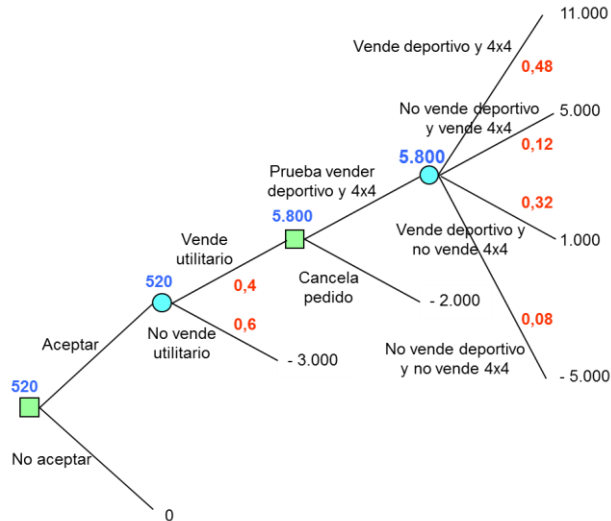 11.000
Vende deportivo y 4x4
0,48
No vende deportivo
y vende 4x4
5.000
0,12
5.800
Prueba vender
deportivo y 4x4
0,32
5.800
Vende deportivo y
no vende 4x4
1.000
Vende
utilitario
Cancela
pedido
520
0,4
- 2.000
0,08
No vende
utilitario
0,6
Aceptar
No vende deportivo
y no vende 4x4
- 3.000
- 5.000
520
No aceptar
0